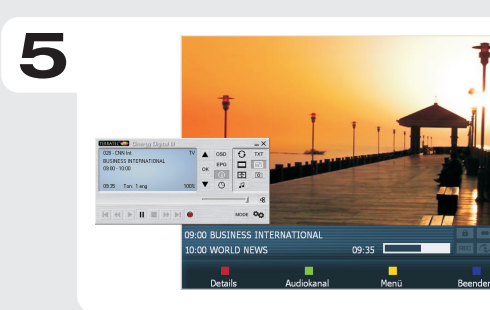 5
TERRATEC Cinergy Digital
028 - CNN Int. TV
BUSINESS INTERNATIONAL
09:00 - 10:00
09:35 Ton: 1 eng. 100%
OSD
TXT
EPG
OK
MODE
09:00 BUSINESS INTERNATIONAL
10:00 WORLD NEWS 09:35
Details Audiokanal Menü Beenden